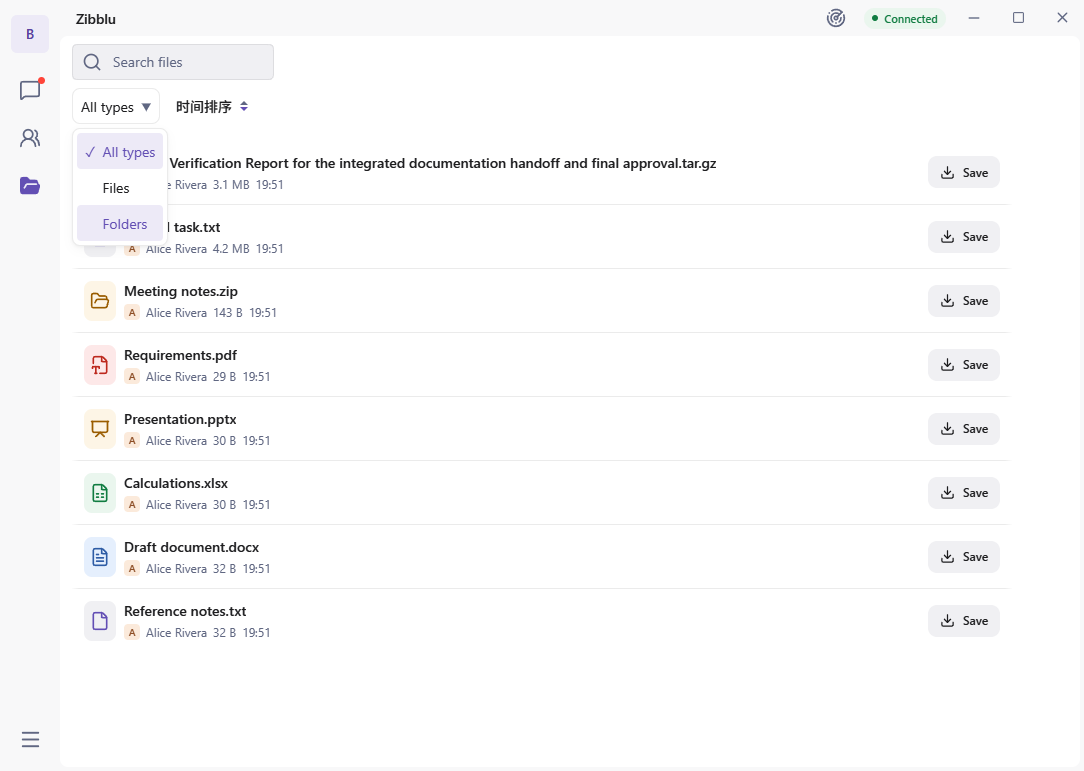 Zibblu
Connected
B
Search files
All types ▼
时间排序
✓ All types
Files
Folders
Verification Report for the integrated documentation handoff and final approval.tar.gz
Rivera 3.1 MB 19:51
Save
task.txt
A Alice Rivera 4.2 MB 19:51
Save
Meeting notes.zip
A Alice Rivera 143 B 19:51
Save
Requirements.pdf
A Alice Rivera 29 B 19:51
Save
Presentation.pptx
A Alice Rivera 30 B 19:51
Save
Calculations.xlsx
A Alice Rivera 30 B 19:51
Save
Draft document.docx
A Alice Rivera 32 B 19:51
Save
Reference notes.txt
A Alice Rivera 32 B 19:51
Save